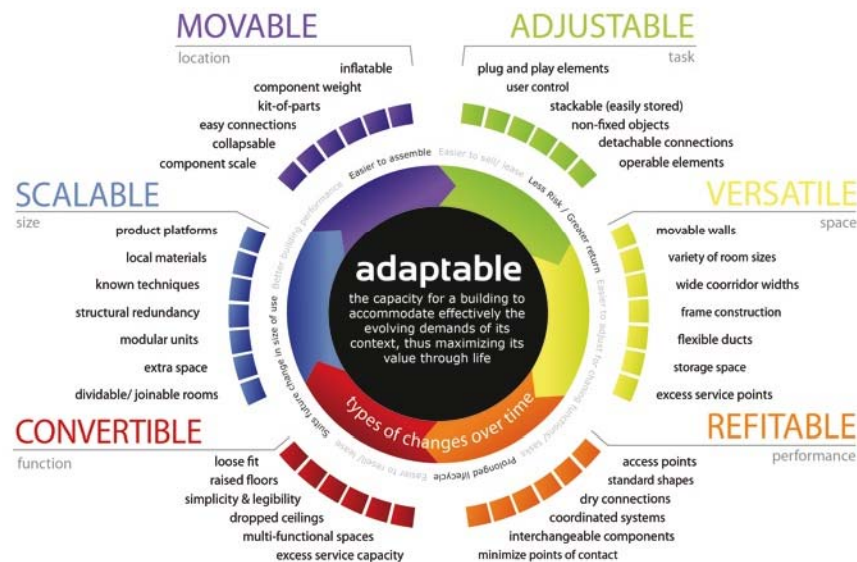 MOVABLE
location
inflatable
component weight
kit-of-parts
easy connections
collapsable
component scale
ADJUSTABLE
task
plug and play elements
user control
stackable (easily stored)
non-fixed objects
detachable connections
operable elements
SCALABLE
size
product platforms
local materials
known techniques
structural redundancy
modular units
extra space
dividable/ joinable rooms
VERSATILE
space
movable walls
variety of room sizes
wide coorridor widths
frame construction
flexible ducts
storage space
excess service points
CONVERTIBLE
function
loose fit
raised floors
simplicity & legibility
dropped ceilings
multi-functional spaces
excess service capacity
REFITABLE
performance
access points
standard shapes
dry connections
coordinated systems
interchangeable components
minimize points of contact
Easier to assemble
Easier to sell/ lease
Less Risk / Greater return
Easier to adjust for chaning functions/ tasks
Prolonged lifecycle
Easier to resell/ lease
Suits future change in size of use
Better building performance
adaptable
the capacity for a building to
accommodate effectively the
evolving demands of its
context, thus maximizing its
value through life
types of changes over time